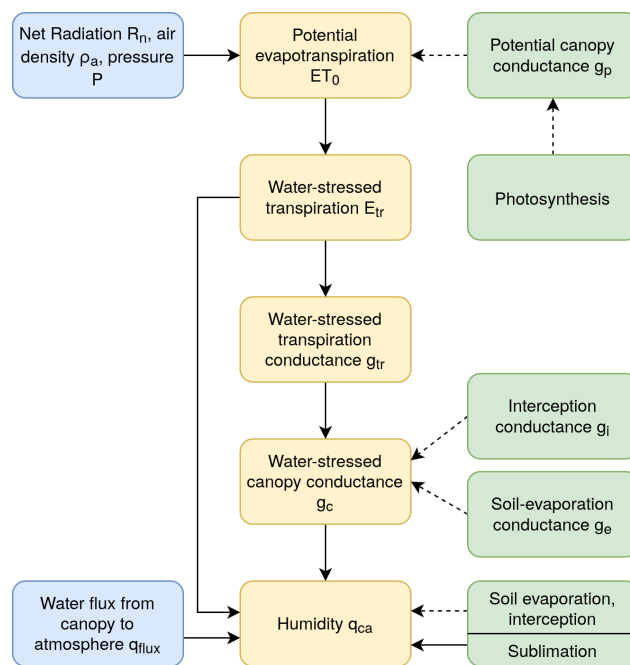 Net Radiation Rn, air
density ρa, pressure
P
Potential
evapotranspiration
ET0
Potential canopy
conductance gp
Water-stressed
transpiration Etr
Photosynthesis
Water-stressed
transpiration
conductance gtr
Interception
conductance gi
Water-stressed
canopy conductance
gc
Soil-evaporation
conductance ge
Water flux from
canopy to
atmosphere qflux
Humidity qca
Soil evaporation,
interception
Sublimation